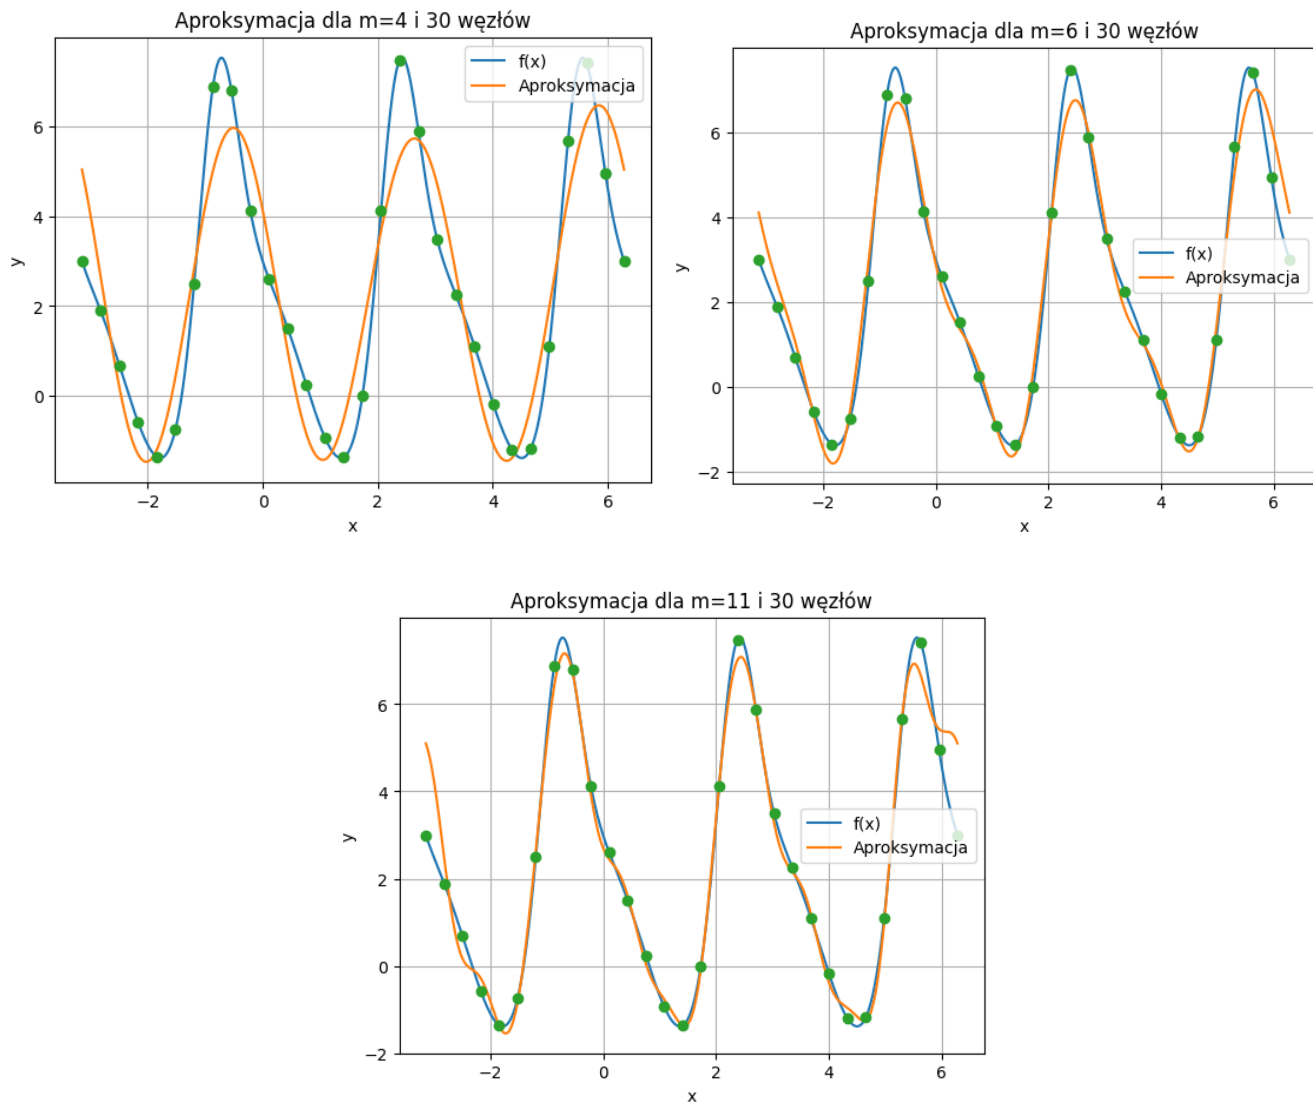 Aproksymacja dla m=4 i 30 węzłów
f(x)
Aproksymacja
y
6
4
2
0
−2 0 2 4 6
x
Aproksymacja dla m=6 i 30 węzłów
f(x)
Aproksymacja
y
6
4
2
0
−2
−2 0 2 4 6
x
Aproksymacja dla m=11 i 30 węzłów
f(x)
Aproksymacja
y
6
4
2
0
−2
−2 0 2 4 6
x